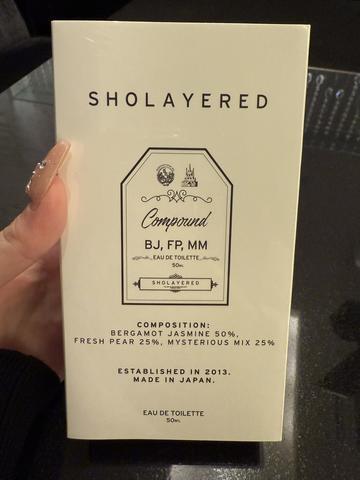 SHOLAYERED
Compound
BJ, FP, MM
EAU DE TOILETTE
50ml
SHOLAYERED
COMPOSITION:
BERGAMOT JASMINE 50%,
FRESH PEAR 25%, MYSTERIOUS MIX 25%
ESTABLISHED IN 2013.
MADE IN JAPAN.
EAU DE TOILETTE
50ml